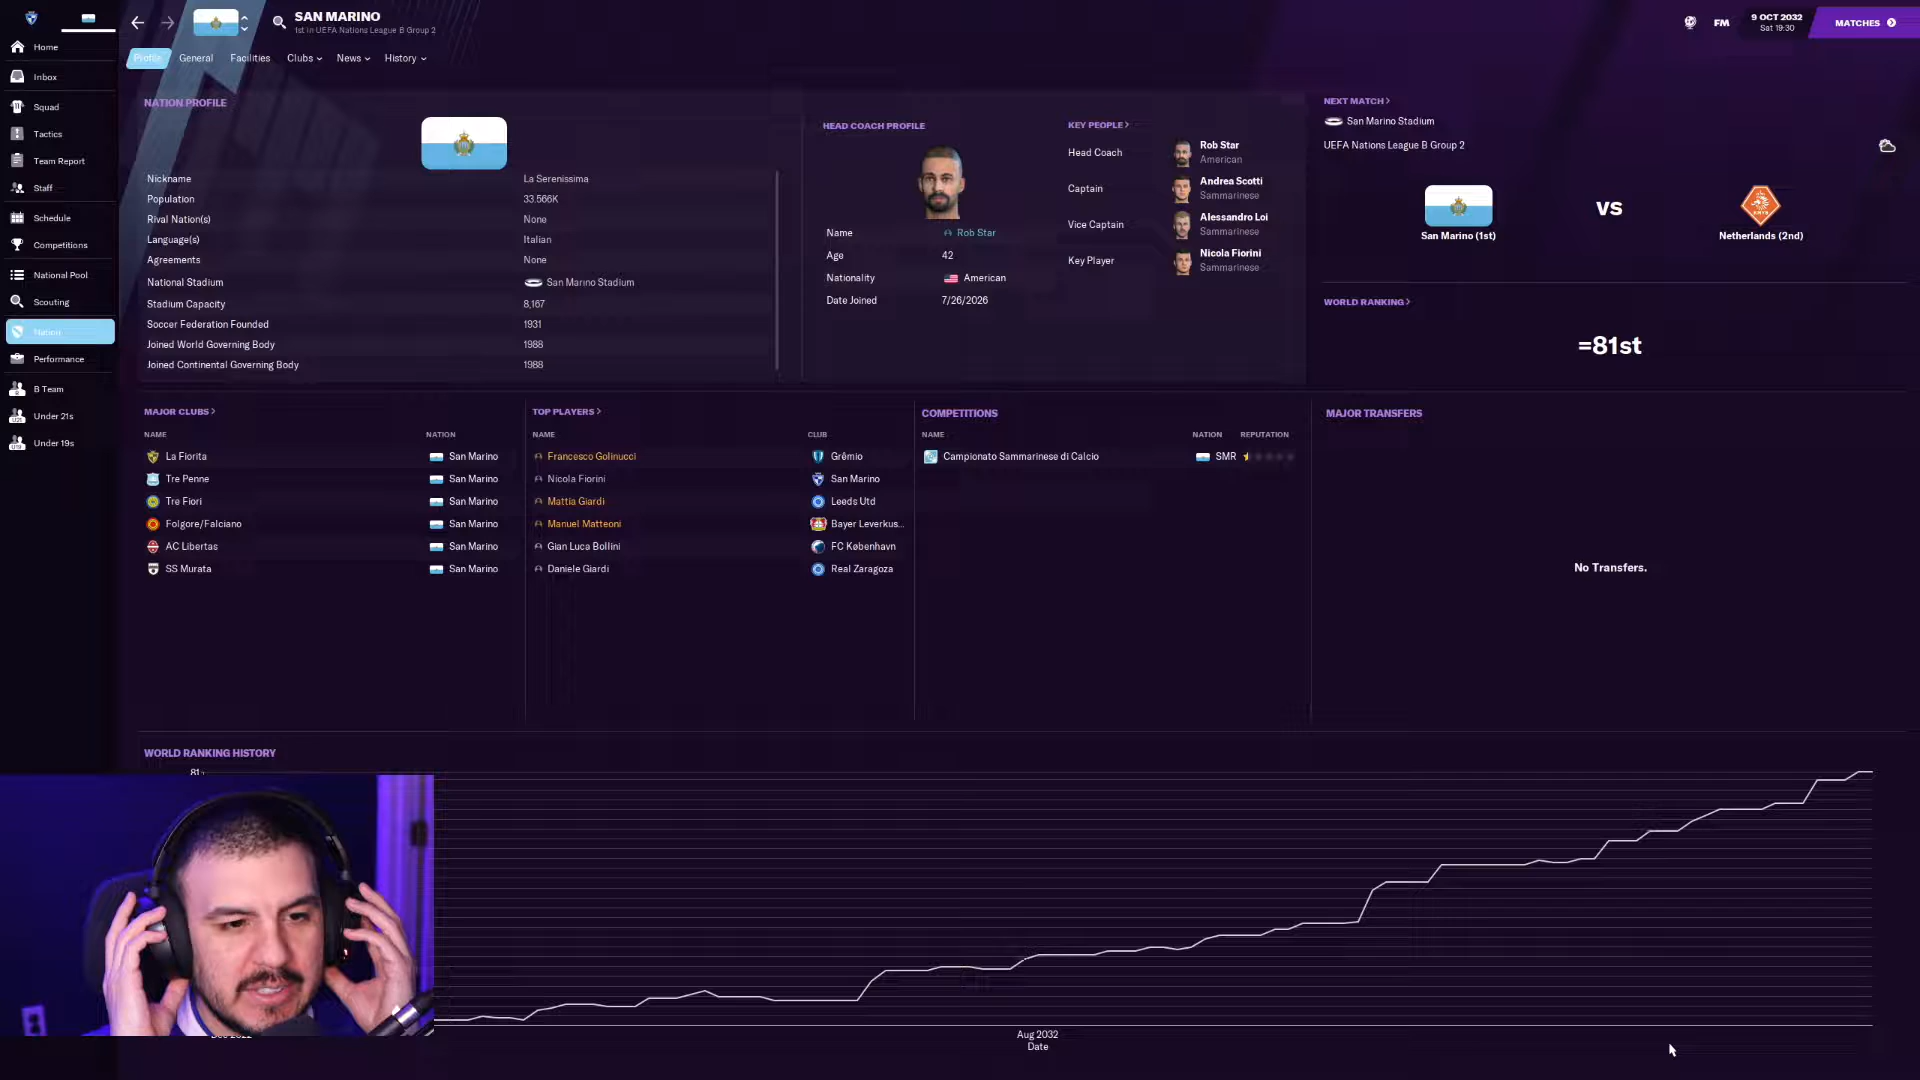 SAN MARINO
1st in UEFA Nations League B Group 2
FM
9 OCT 2032
Sat 19:30
MATCHES
Home
Inbox
Squad
Tactics
Team Report
Staff
Schedule
Competitions
National Pool
Scouting
Nation
Performance
B Team
Under 21s
Under 19s
Profile
General
Facilities
Clubs
News
History
NATION PROFILE
Nickname La Serenissima
Population 33.566K
Rival Nation(s) None
Language(s) Italian
Agreements None
National Stadium San Marino Stadium
Stadium Capacity 8,167
Soccer Federation Founded 1931
Joined World Governing Body 1988
Joined Continental Governing Body 1988
HEAD COACH PROFILE
Name Rob Star
Age 42
Nationality American
Date Joined 7/26/2026
KEY PEOPLE
Head Coach Rob Star
American
Captain Andrea Scotti
Sammarinese
Vice Captain Alessandro Loi
Sammarinese
Key Player Nicola Fiorini
Sammarinese
NEXT MATCH
San Marino Stadium
UEFA Nations League B Group 2
San Marino (1st)
VS
Netherlands (2nd)
WORLD RANKING
=81st
MAJOR CLUBS
NAME NATION
La Fiorita San Marino
Tre Penne San Marino
Tre Fiori San Marino
Folgore/Falciano San Marino
AC Libertas San Marino
SS Murata San Marino
TOP PLAYERS
NAME CLUB
Francesco Golinucci Grêmio
Nicola Fiorini San Marino
Mattia Giardi Leeds Utd
Manuel Matteoni Bayer Leverkus...
Gian Luca Bollini FC København
Daniele Giardi Real Zaragoza
COMPETITIONS
NAME NATION REPUTATION
Campionato Sammarinese di Calcio SMR
MAJOR TRANSFERS
No Transfers.
WORLD RANKING HISTORY
81
Aug 2032
Date